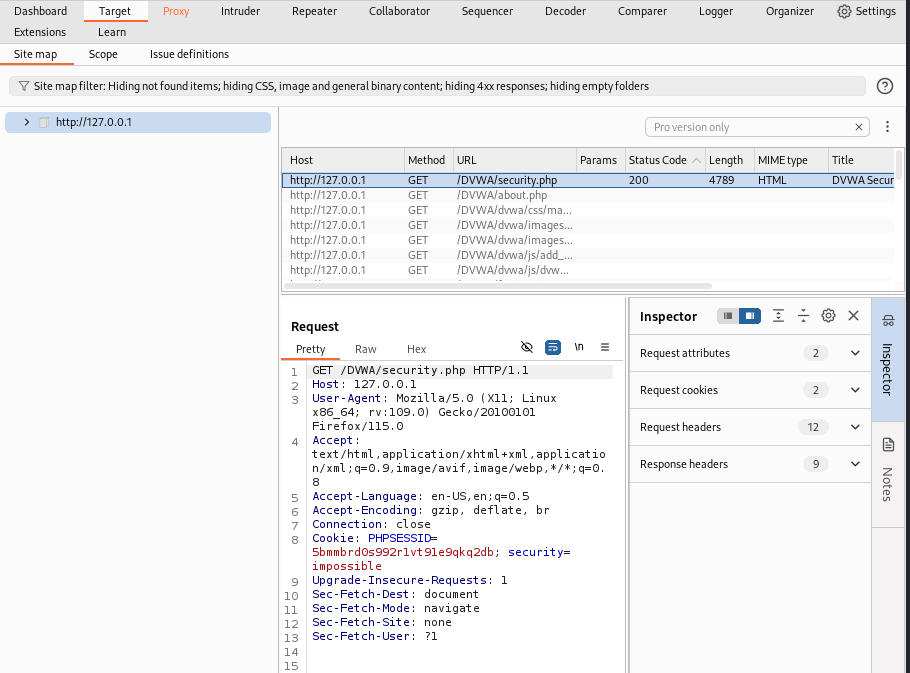 Dashboard Target Proxy Intruder Repeater Collaborator Sequencer Decoder Comparer Logger Organizer Settings
Extensions Learn
Site map Scope Issue definitions
Site map filter: Hiding not found items; hiding CSS, image and general binary content; hiding 4xx responses; hiding empty folders ?
http://127.0.0.1
Pro version only
Host Method URL Params Status Code Length MIME type Title
http://127.0.0.1 GET /DVWA/security.php 200 4789 HTML DVWA Secur
http://127.0.0.1 GET /DVWA/about.php
http://127.0.0.1 GET /DVWA/dvwa/css/ma...
http://127.0.0.1 GET /DVWA/dvwa/images...
http://127.0.0.1 GET /DVWA/dvwa/images...
http://127.0.0.1 GET /DVWA/dvwa/js/add_...
http://127.0.0.1 GET /DVWA/dvwa/js/dvw...
Request
Pretty Raw Hex \n
1 GET /DVWA/security.php HTTP/1.1
2 Host: 127.0.0.1
3 User-Agent: Mozilla/5.0 (X11; Linux
x86_64; rv:109.0) Gecko/20100101
Firefox/115.0
4 Accept:
text/html,application/xhtml+xml,applicatio
n/xml;q=0.9,image/avif,image/webp,*/*;q=0.
8
5 Accept-Language: en-US,en;q=0.5
6 Accept-Encoding: gzip, deflate, br
7 Connection: close
8 Cookie: PHPSESSID=
5bmmbrd0s992r1vt91e9qkq2db; security=
impossible
9 Upgrade-Insecure-Requests: 1
10 Sec-Fetch-Dest: document
11 Sec-Fetch-Mode: navigate
12 Sec-Fetch-Site: none
13 Sec-Fetch-User: ?1
14
15
Inspector
Request attributes 2
Request cookies 2
Request headers 12
Response headers 9
Inspector
Notes